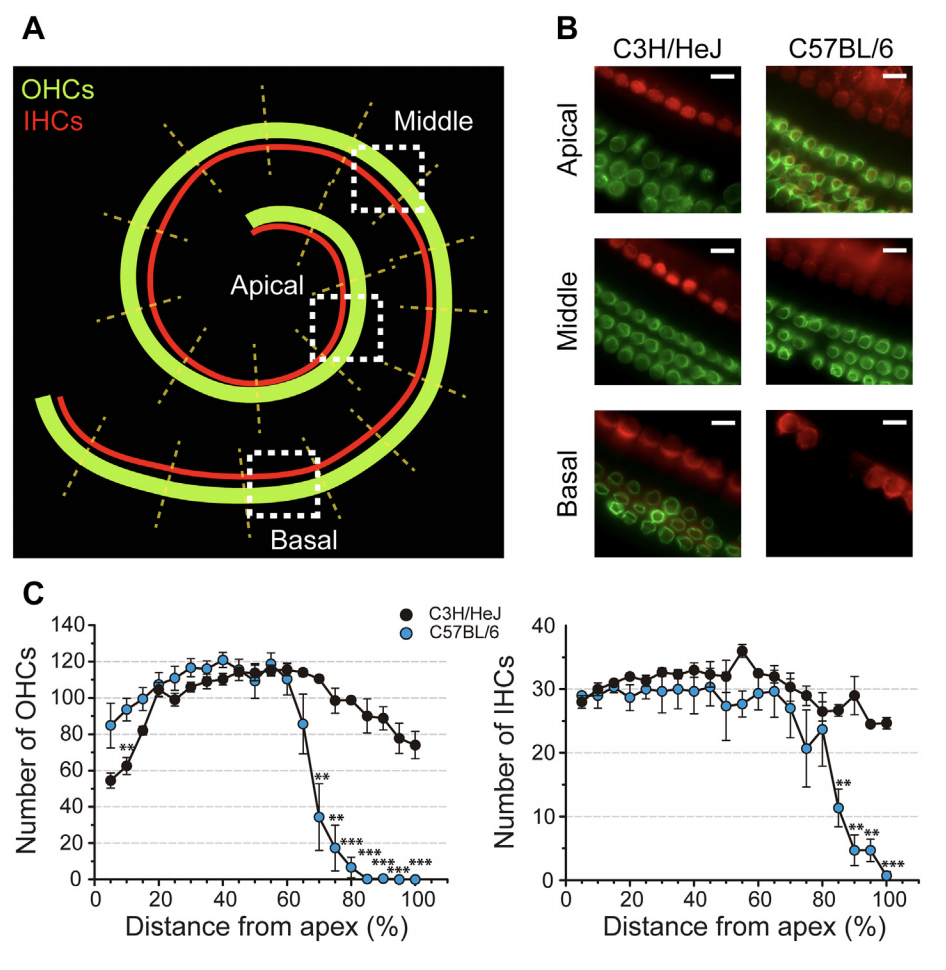 A
OHCs
IHCs
Middle
Apical
Basal
B
C3H/HeJ
C57BL/6
Apical
Middle
Basal
C
C3H/HeJ
C57BL/6
Number of OHCs
140
120
100
80
60
40
20
0
**
**
**
***
***
***
***
***
0
20
40
60
80
100
Distance from apex (%)
Number of IHCs
40
30
20
10
0
**
**
**
***
0
20
40
60
80
100
Distance from apex (%)